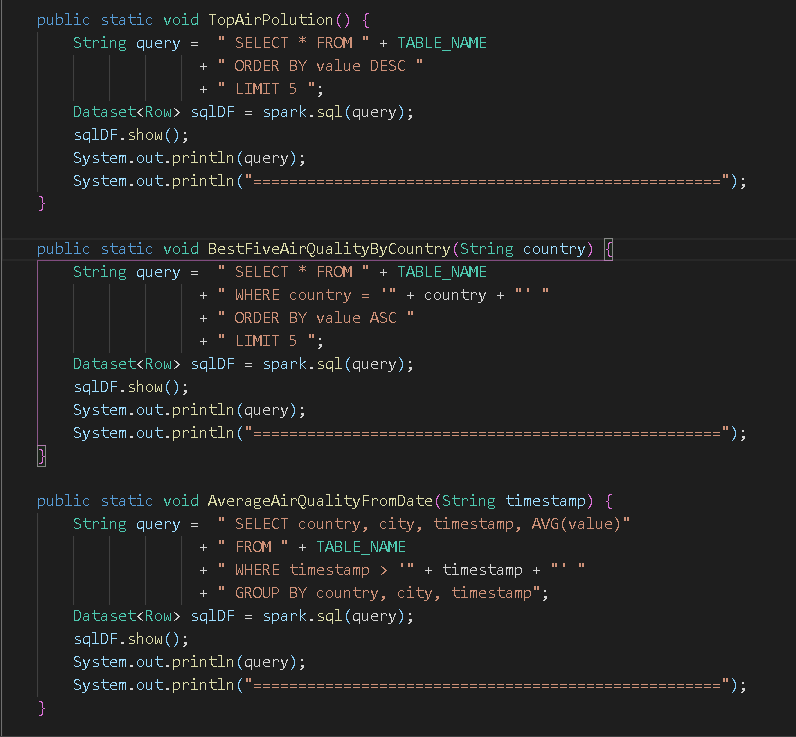 public static void TopAirPolution() {
String query =  " SELECT * FROM " + TABLE_NAME
+ " ORDER BY value DESC "
+ " LIMIT 5 ";
Dataset<Row> sqlDF = spark.sql(query);
sqlDF.show();
System.out.println(query);
System.out.println("====================================================");
}
public static void BestFiveAirQualityByCountry(String country) {
String query =  " SELECT * FROM " + TABLE_NAME
+ " WHERE country = '" + country + "' "
+ " ORDER BY value ASC "
+ " LIMIT 5 ";
Dataset<Row> sqlDF = spark.sql(query);
sqlDF.show();
System.out.println(query);
System.out.println("====================================================");
}
public static void AverageAirQualityFromDate(String timestamp) {
String query =  " SELECT country, city, timestamp, AVG(value)"
+ " FROM " + TABLE_NAME
+ " WHERE timestamp > '" + timestamp + "' "
+ " GROUP BY country, city, timestamp";
Dataset<Row> sqlDF = spark.sql(query);
sqlDF.show();
System.out.println(query);
System.out.println("====================================================");
}